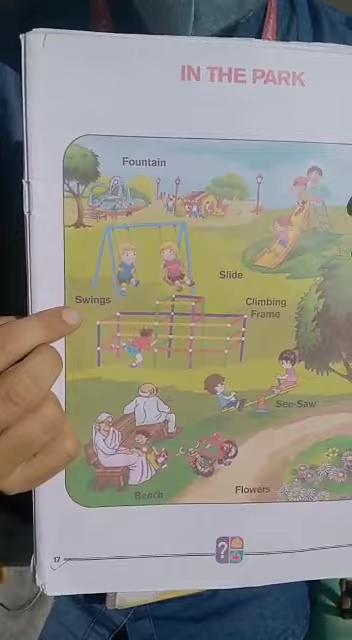 IN THE PARK
Fountain
Slide
Swings
Climbing
Frame
See-Saw
Bench
Flowers
?
17